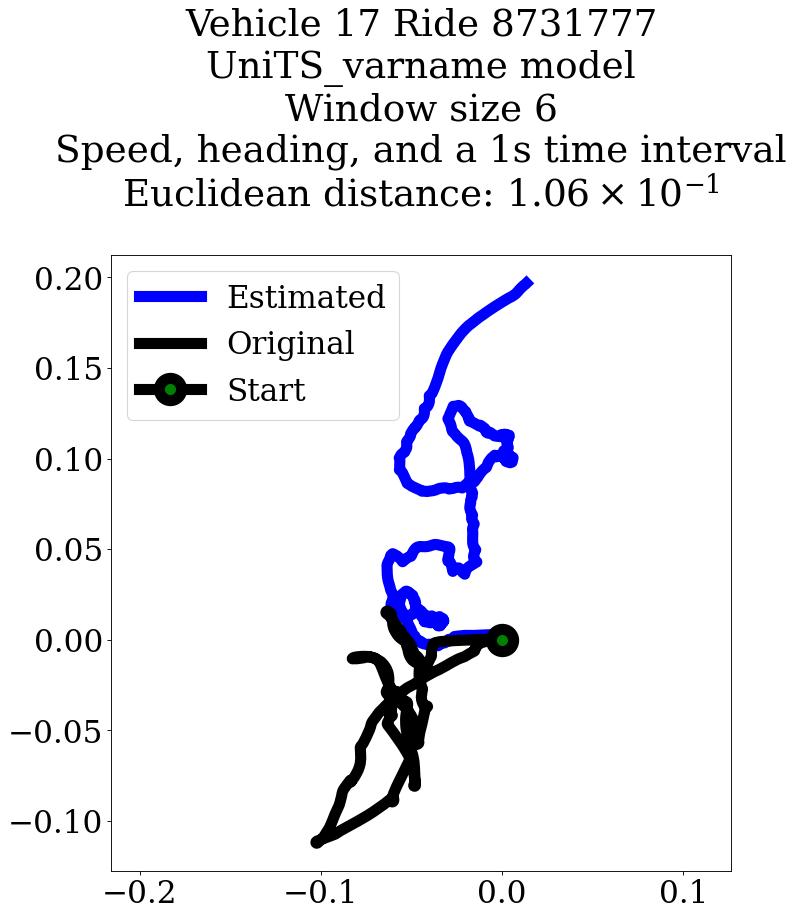 Vehicle 17 Ride 8731777
UniTS_varname model
Window size 6
Speed, heading, and a 1s time interval
Euclidean distance: 1.06 × 10⁻¹
Estimated
Original
Start
0.20
0.15
0.10
0.05
0.00
−0.05
−0.10
−0.2
−0.1
0.0
0.1